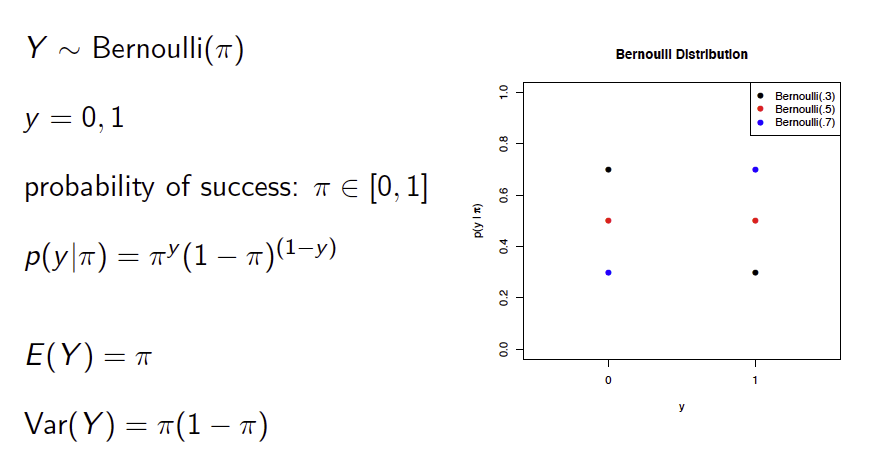 Y ∼ Bernoulli(π)
y = 0, 1
probability of success: π ∈ [0, 1]
p(y|π) = π^y(1 − π)^(1−y)
E(Y) = π
Var(Y) = π(1 − π)
Bernoulli Distribution
Bernoulli(.3)
Bernoulli(.5)
Bernoulli(.7)
p(y | π)
1.0
0.8
0.6
0.4
0.2
0.0
0 1
y